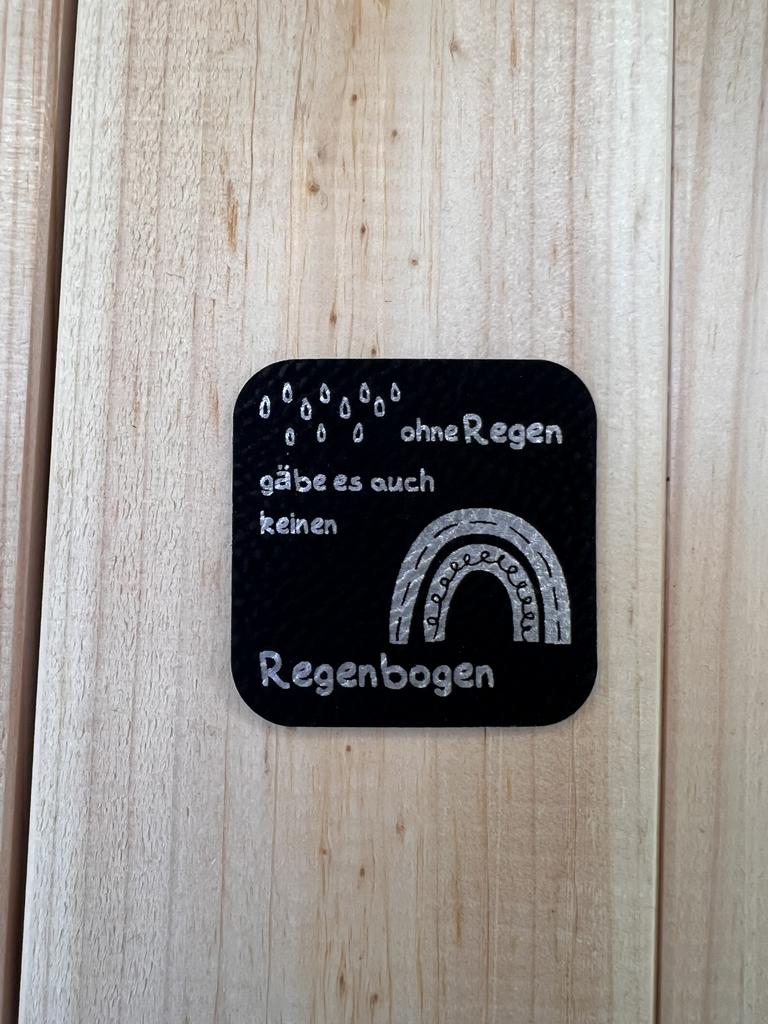 ohne Regen
gäbe es auch
keinen
Regenbogen